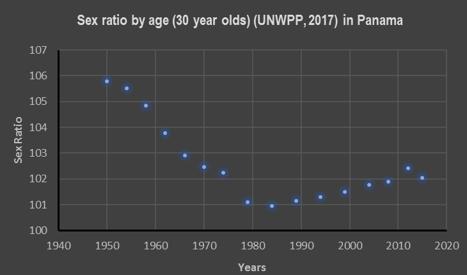 Sex ratio by age (30 year olds) (UNWPP, 2017) in Panama
107
106
105
104
103
102
101
100
Sex Ratio
1940 1950 1960 1970 1980 1990 2000 2010 2020
Years